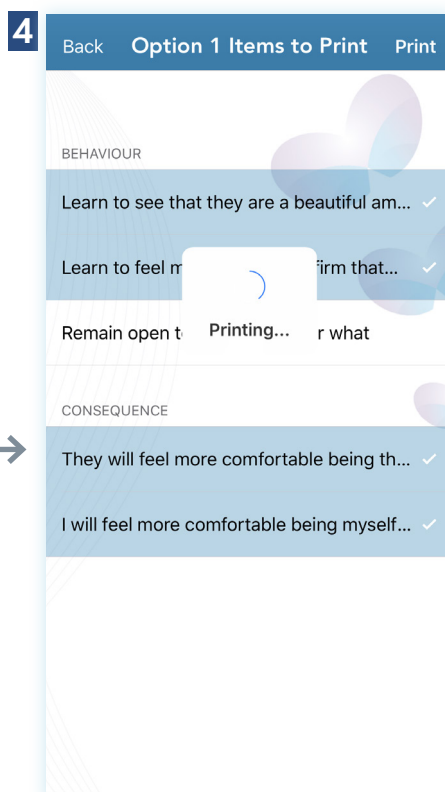 4
Back Option 1 Items to Print Print
BEHAVIOUR
Learn to see that they are a beautiful am...
Learn to feel m firm that...
Printing...
Remain open t r what
CONSEQUENCE
They will feel more comfortable being th...
I will feel more comfortable being myself...